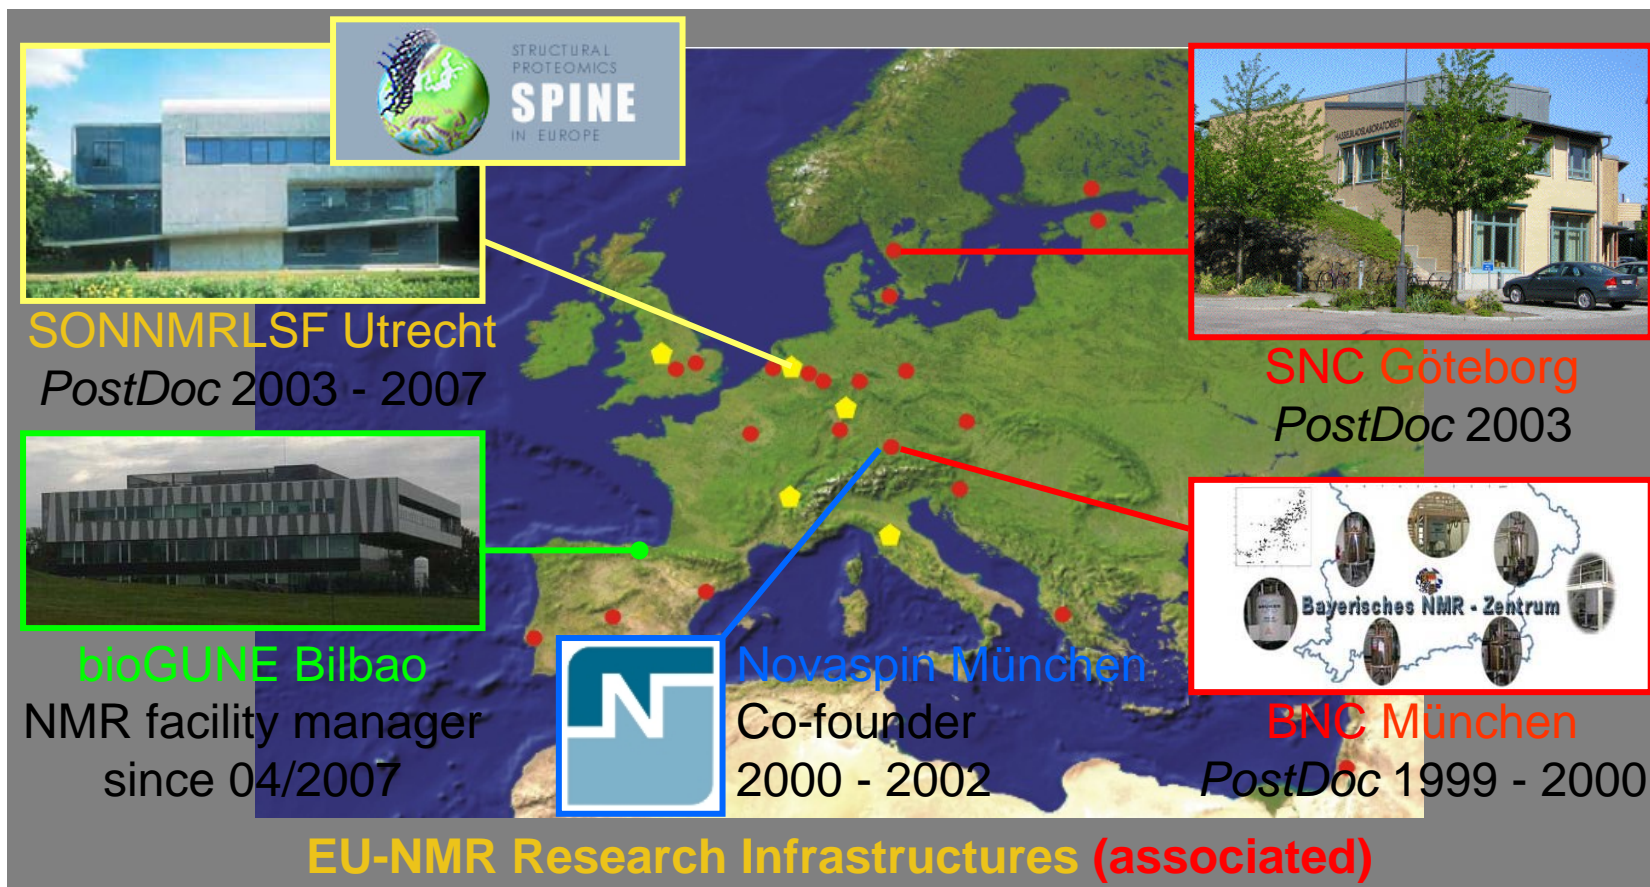 STRUCTURAL
PROTEOMICS
SPINE
IN EUROPE
SONNMRLSF Utrecht
PostDoc 2003 - 2007
bioGUNE Bilbao
NMR facility manager
since 04/2007
Novaspin München
Co-founder
2000 - 2002
N
SNC Göteborg
PostDoc 2003
Bayerisches NMR - Zentrum
BNC München
PostDoc 1999 - 2000
EU-NMR Research Infrastructures (associated)